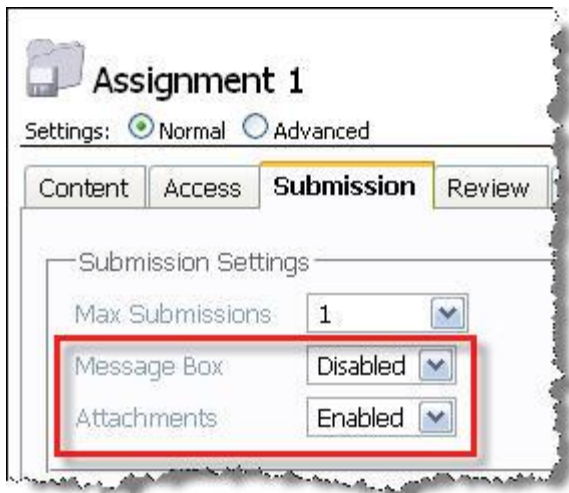 Assignment 1
Settings: Normal Advanced
Content Access Submission Review
Submission Settings
Max Submissions 1
Message Box Disabled
Attachments Enabled